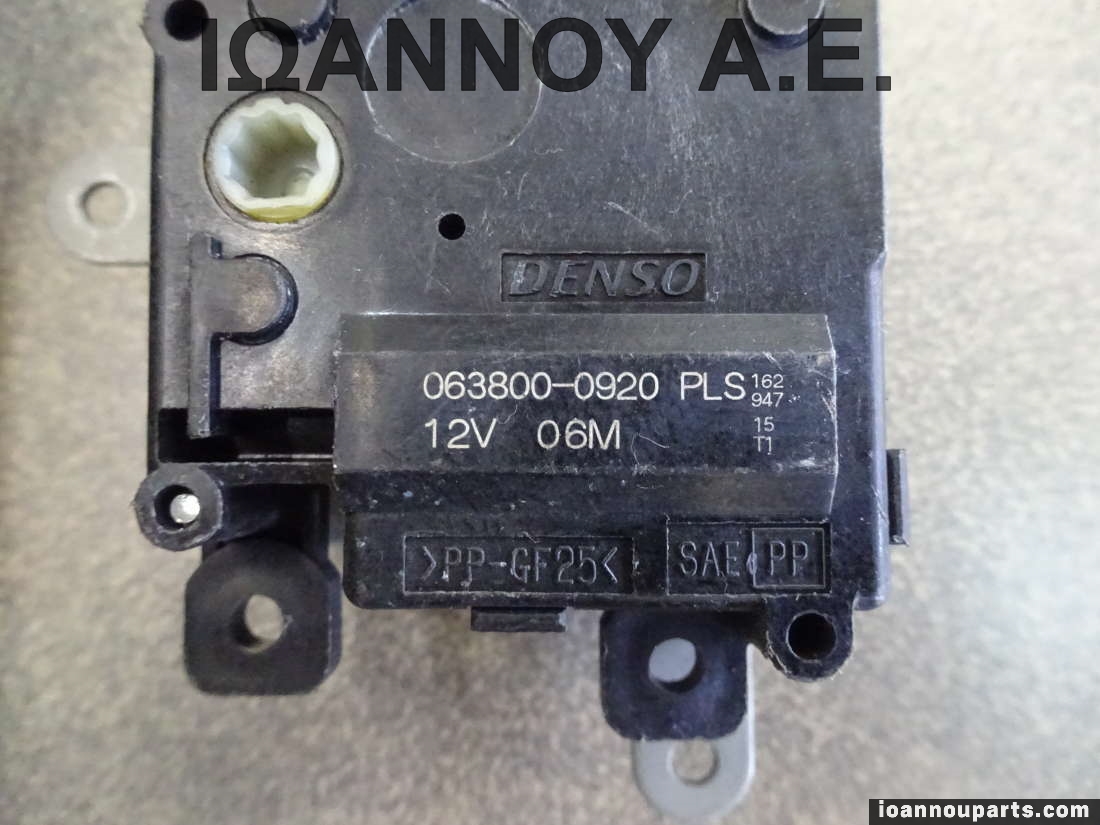 ΙΩΑΝΝΟΥ Α.Ε.
DENSO
063800-0920 PLS 162
947
12V 06M 15
T1
>PP-GF25<
SAE PP
ioannouparts.com